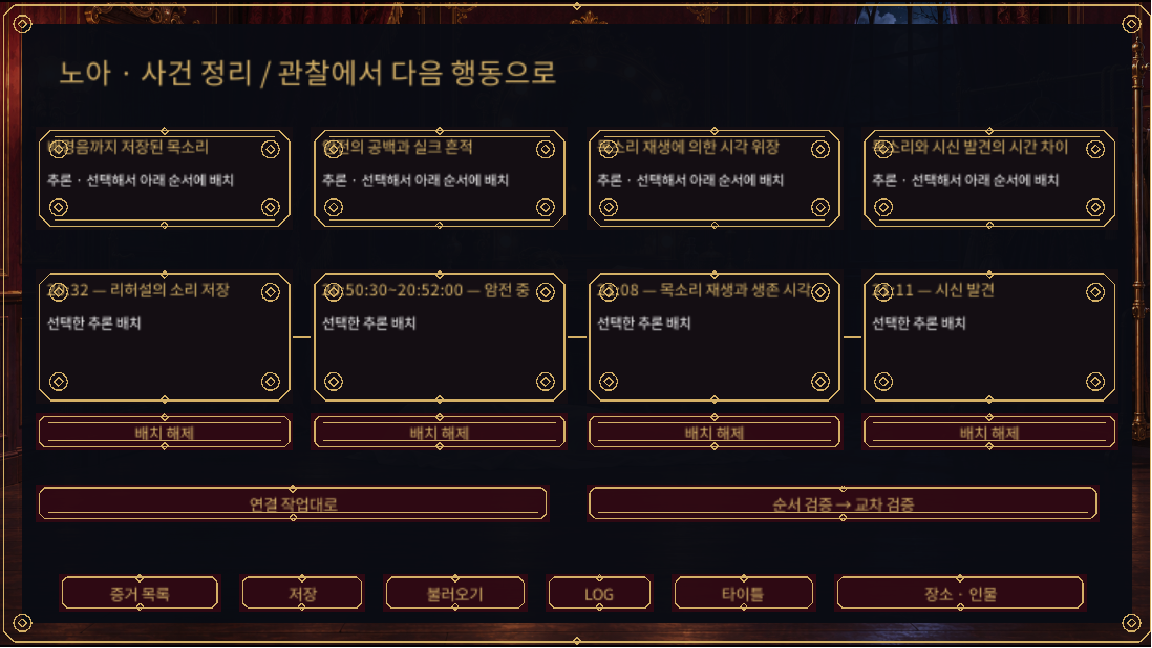 노아 · 사건 정리 / 관찰에서 다음 행동으로
저장된 목소리
공백과 실크 흔적
재생에 의한 시각 위장
시신 발견의 시간 차이
추론 · 선택해서 아래 순서에 배치
추론 · 선택해서 아래 순서에 배치
추론 · 선택해서 아래 순서에 배치
추론 · 선택해서 아래 순서에 배치
— 리허설의 소리 저장
~20:52:00 — 암전 중
— 목소리 재생과 생존 시각
— 시신 발견
선택한 추론 배치
선택한 추론 배치
선택한 추론 배치
선택한 추론 배치
배치 해제
배치 해제
배치 해제
배치 해제
연결 작업대로
순서 검증 → 교차 검증
증거 목록
저장
불러오기
LOG
타이틀
장소 · 인물